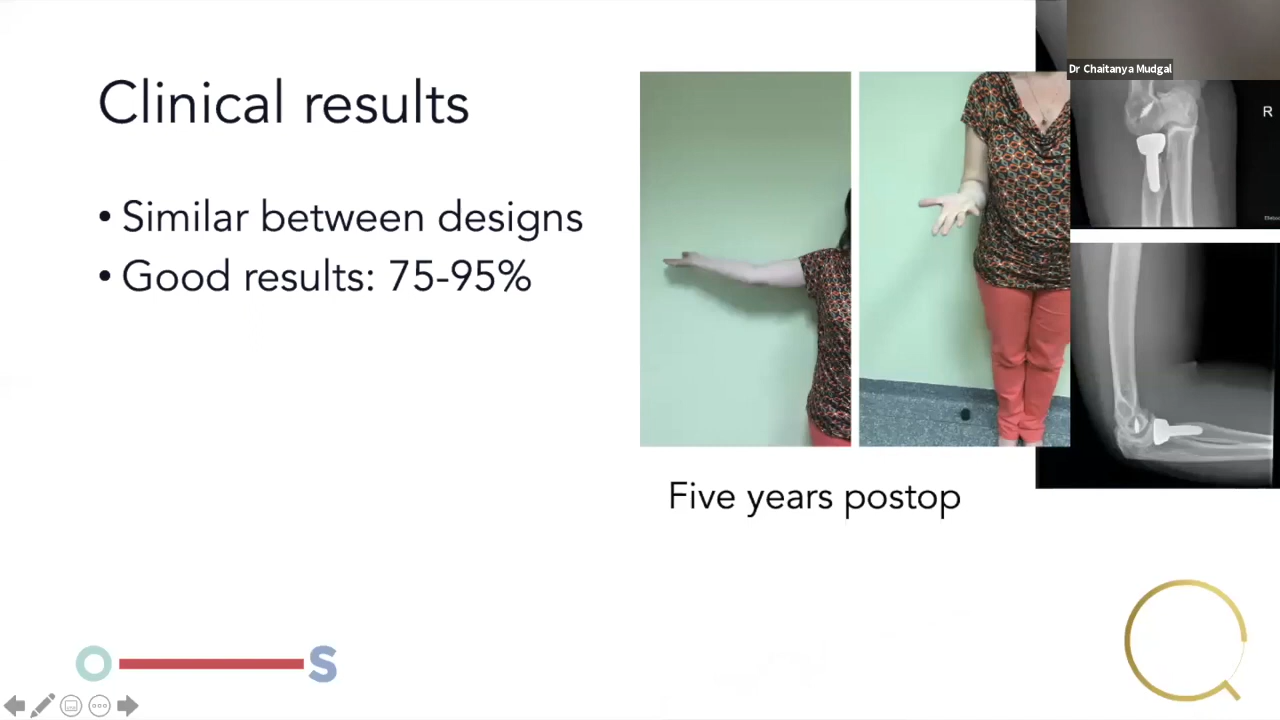 Clinical results
• Similar between designs
• Good results: 75-95%
Five years postop
Dr Chaitanya Mudgal
R
O S